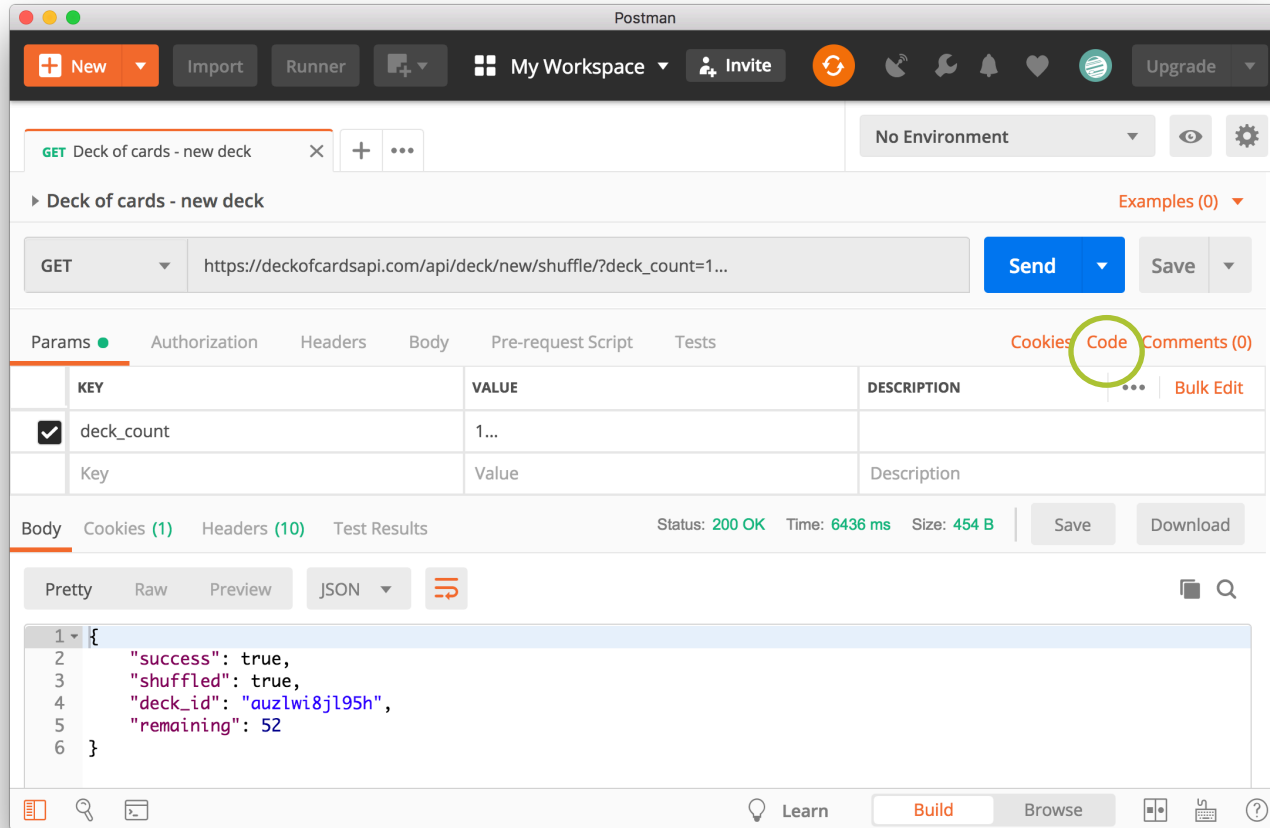 Postman
New Import Runner My Workspace Invite Upgrade
GET Deck of cards - new deck No Environment
Deck of cards - new deck Examples (0)
GET https://deckofcardsapi.com/api/deck/new/shuffle/?deck_count=1... Send Save
Params Authorization Headers Body Pre-request Script Tests Cookies Code Comments (0)
KEY VALUE DESCRIPTION Bulk Edit
deck_count 1...
Key Value Description
Body Cookies (1) Headers (10) Test Results Status: 200 OK Time: 6436 ms Size: 454 B Save Download
Pretty Raw Preview JSON
1 {
2 "success": true,
3 "shuffled": true,
4 "deck_id": "auzlwi8jl95h",
5 "remaining": 52
6 }
Learn Build Browse